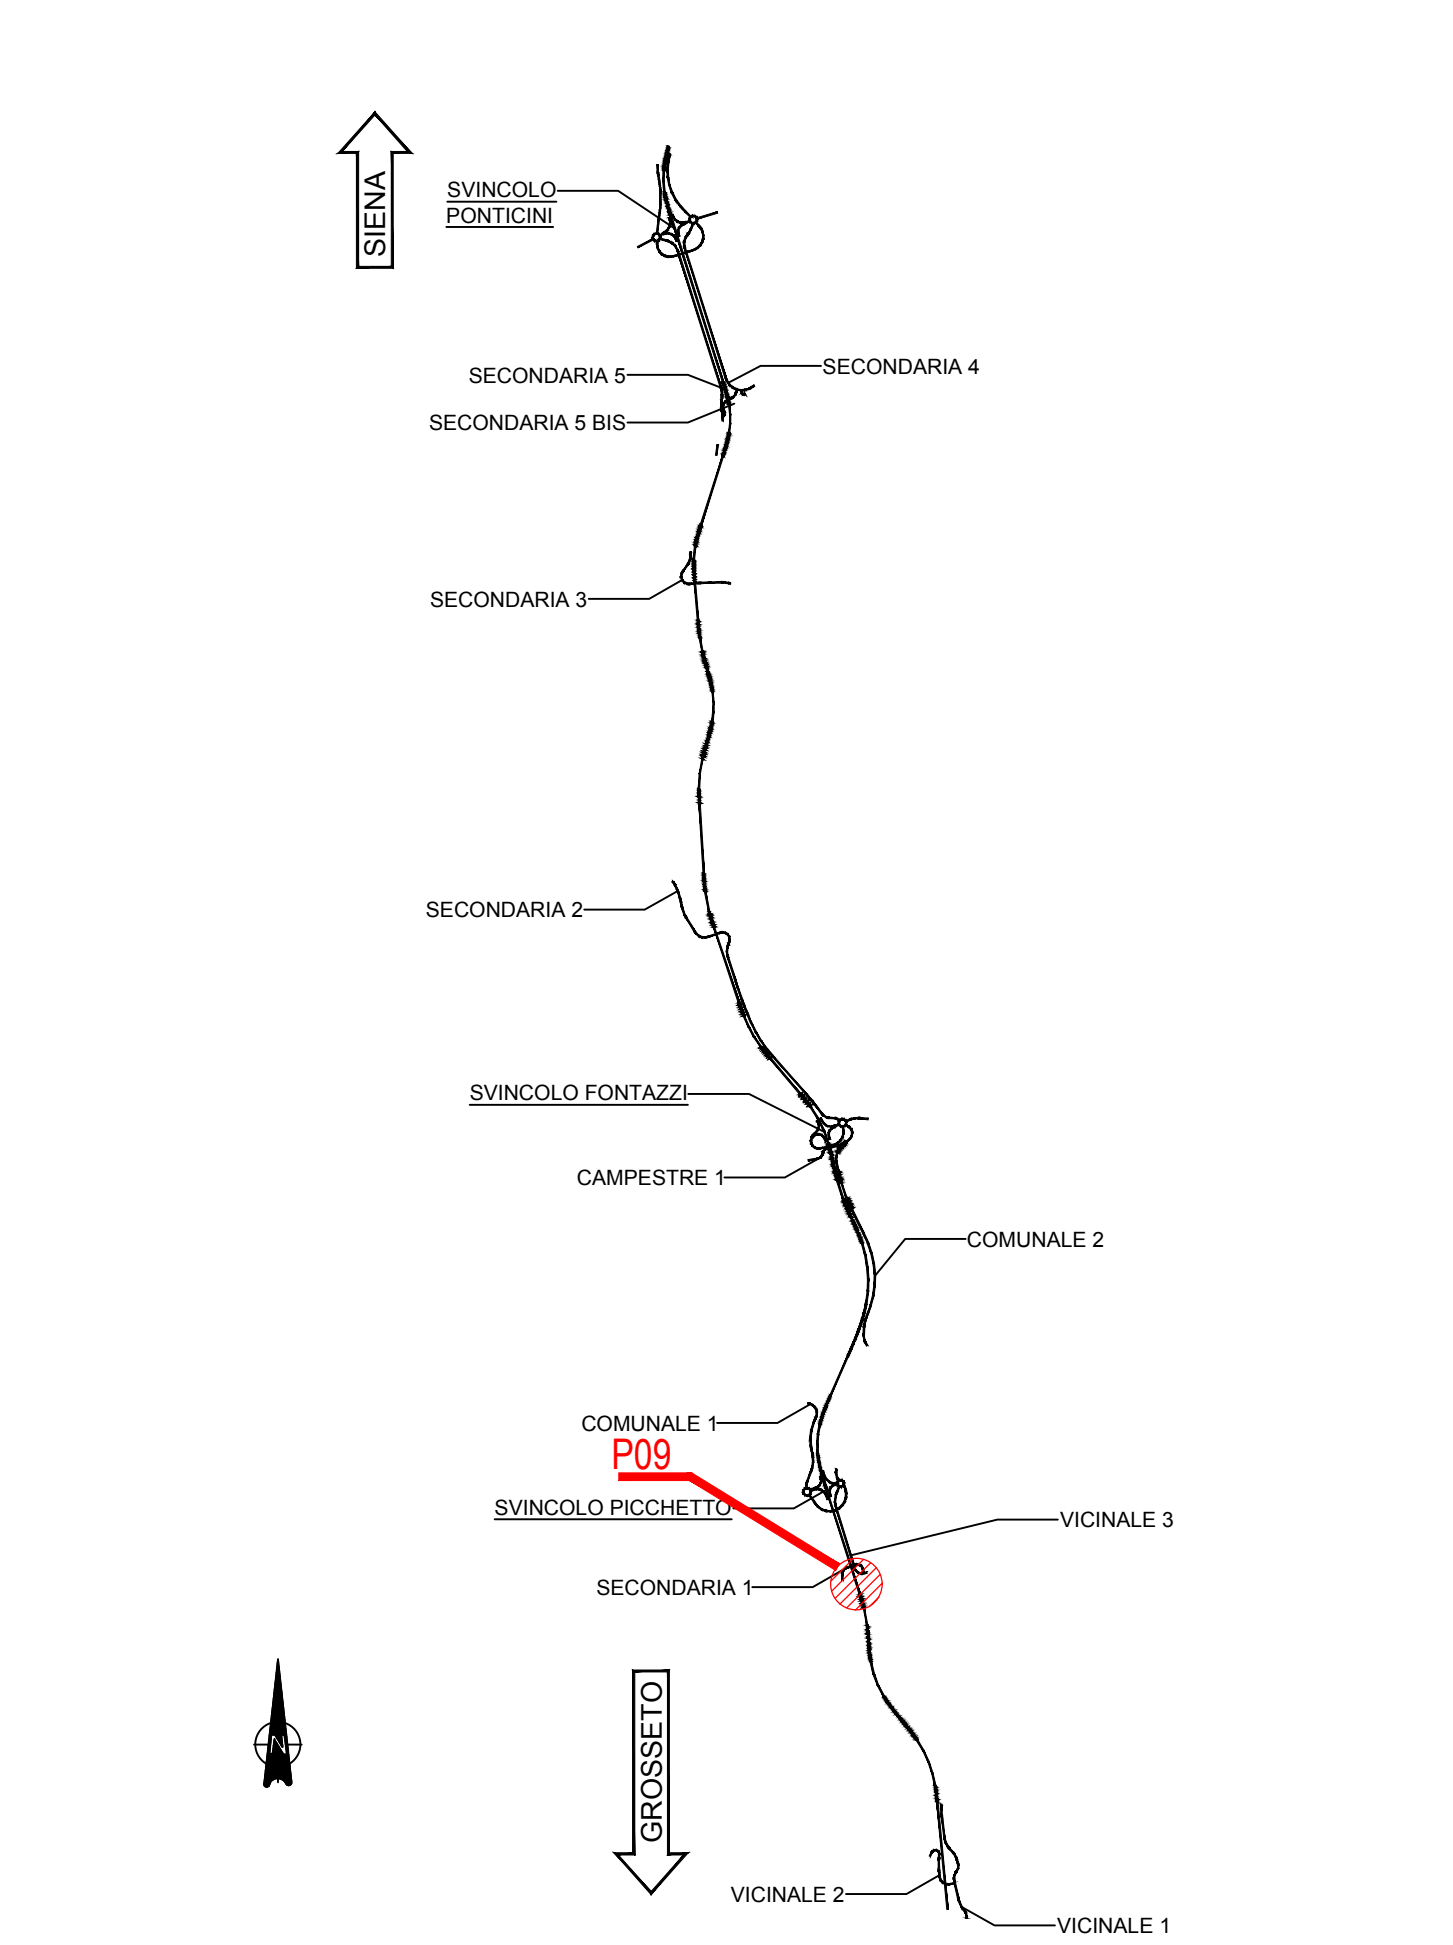 SIENA
SVINCOLO
PONTICINI
SECONDARIA 4
SECONDARIA 5
SECONDARIA 5 BIS
SECONDARIA 3
SECONDARIA 2
SVINCOLO FONTAZZI
CAMPESTRE 1
COMUNALE 2
COMUNALE 1
P09
SVINCOLO PICCHETTO
VICINALE 3
SECONDARIA 1
GROSSETO
N
VICINALE 2
VICINALE 1